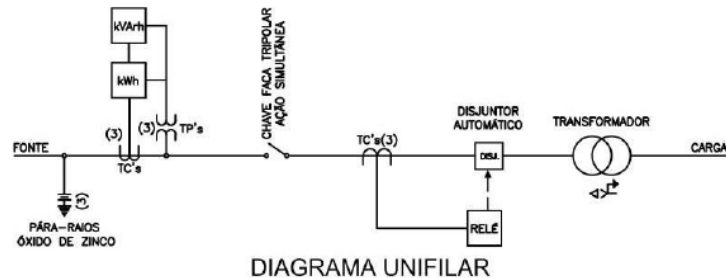 kVArh
kWh
(3)
(3)
TP's
FONTE
TC's
(3)
PÁRA-RAIOS
ÓXIDO DE ZINCO
CHAVE FACA TRIPOLAR
AÇÃO SIMULTÂNEA
TC's(3)
DISJUNTOR
AUTOMÁTICO
DISJ.
RELÉ
TRANSFORMADOR
CARGA
DIAGRAMA UNIFILAR